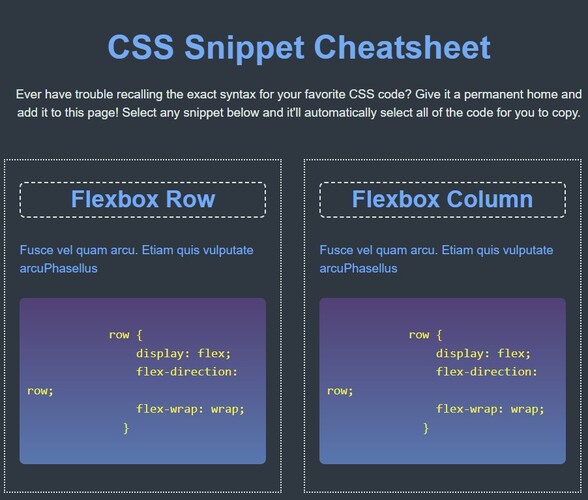 CSS Snippet Cheatsheet
Ever have trouble recalling the exact syntax for your favorite CSS code? Give it a permanent home and
add it to this page! Select any snippet below and it'll automatically select all of the code for you to copy.
Flexbox Row
Fusce vel quam arcu. Etiam quis vulputate
arcuPhasellus
row {
display: flex;
flex-direction:
row;
flex-wrap: wrap;
}
Flexbox Column
Fusce vel quam arcu. Etiam quis vulputate
arcuPhasellus
row {
display: flex;
flex-direction:
row;
flex-wrap: wrap;
}